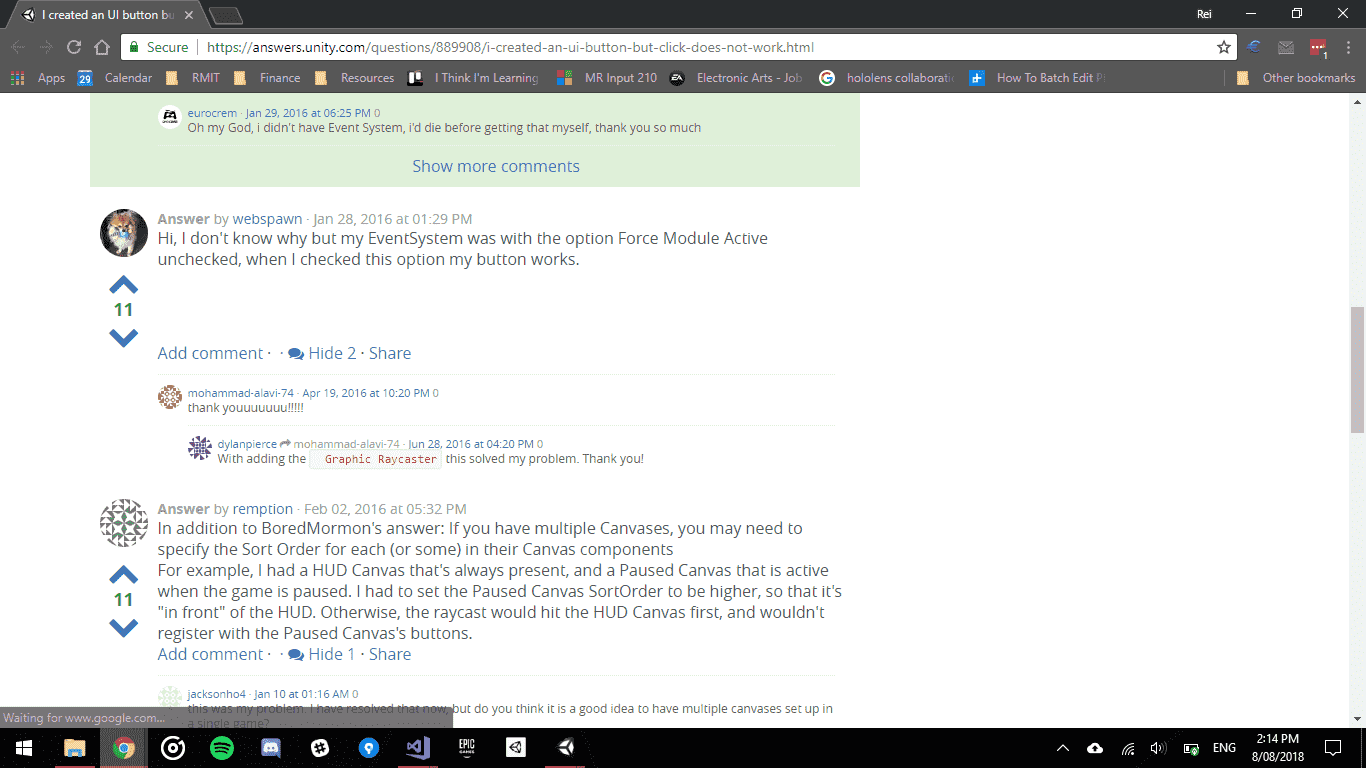 I created an UI button bu
Rei
Secure
https://answers.unity.com/questions/889908/i-created-an-ui-button-but-click-does-not-work.html
Apps
29
Calendar
RMIT
Finance
Resources
I Think I'm Learning
MR Input 210
Electronic Arts - Job
hololens collaborati
How To Batch Edit P
Other bookmarks
eurocrem · Jan 29, 2016 at 06:25 PM 0
Oh my God, i didn't have Event System, i'd die before getting that myself, thank you so much
Show more comments
Answer by webspawn · Jan 28, 2016 at 01:29 PM
Hi, I don't know why but my EventSystem was with the option Force Module Active
unchecked, when I checked this option my button works.
11
Add comment · · Hide 2 · Share
mohammad-alavi-74 · Apr 19, 2016 at 10:20 PM 0
thank youuuuuuu!!!!!
dylanpierce mohammad-alavi-74 · Jun 28, 2016 at 04:20 PM 0
With adding the Graphic Raycaster this solved my problem. Thank you!
Answer by remption · Feb 02, 2016 at 05:32 PM
In addition to BoredMormon's answer: If you have multiple Canvases, you may need to
specify the Sort Order for each (or some) in their Canvas components
For example, I had a HUD Canvas that's always present, and a Paused Canvas that is active
when the game is paused. I had to set the Paused Canvas SortOrder to be higher, so that it's
"in front" of the HUD. Otherwise, the raycast would hit the HUD Canvas first, and wouldn't
register with the Paused Canvas's buttons.
11
Add comment · · Hide 1 · Share
jacksonho4 · Jan 10 at 01:16 AM 0
this was my problem. I have resolved that now, but do you think it is a good idea to have multiple canvases set up in
a single game?
Waiting for www.google.com...
EPIC
GAMES
ENG
2:14 PM
8/08/2018